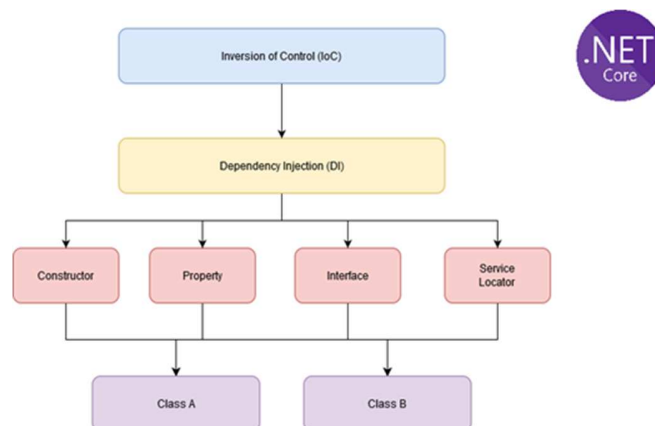 Inversion of Control (IoC)
.NET
Core
Dependency Injection (DI)
Constructor
Property
Interface
Service
Locator
Class A
Class B